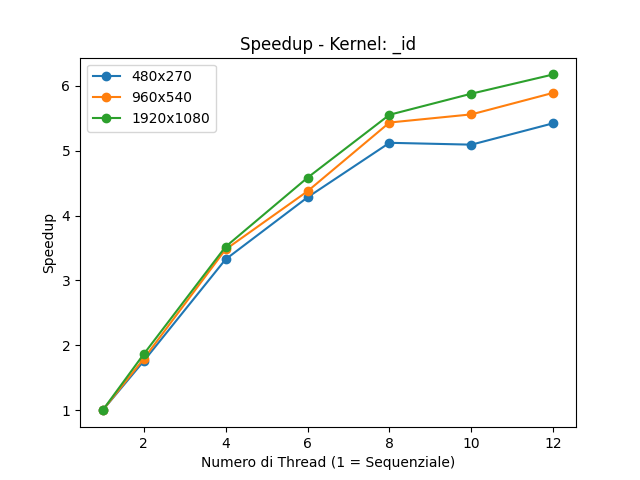 Speedup - Kernel: _id
480x270
960x540
1920x1080
Speedup
6
5
4
3
2
1
2 4 6 8 10 12
Numero di Thread (1 = Sequenziale)